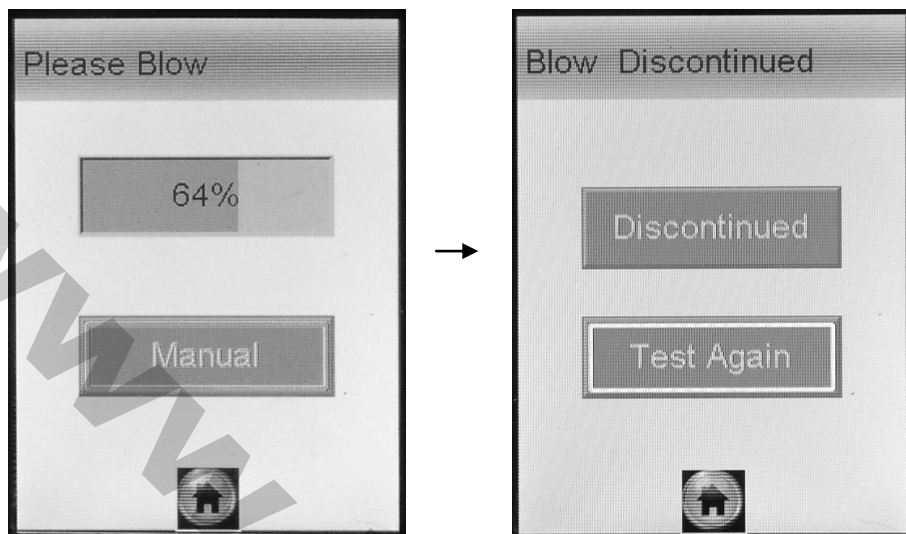 Please Blow
64%
Manual
Blow Discontinued
Discontinued
Test Again